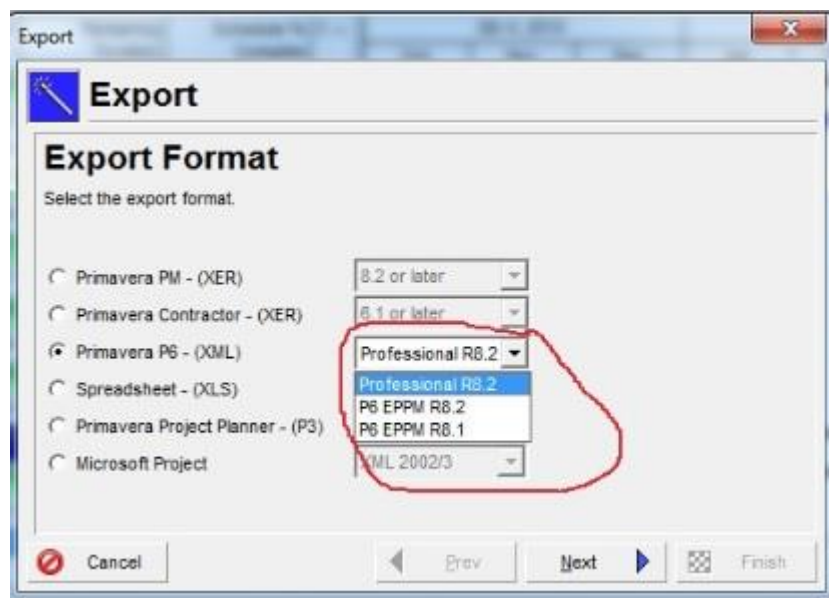 Export
Export
Export Format
Select the export format.
Primavera PM - (XER) 8.2 or later
Primavera Contractor - (XER) 6.1 or later
Primavera P6 - (XML) Professional R8.2
Professional R8.2
Spreadsheet - (XLS)
P6 EPPM R8.2
Primavera Project Planner - (P3)
P6 EPPM R8.1
Microsoft Project XML 2002/3
Cancel Prev Next Finish